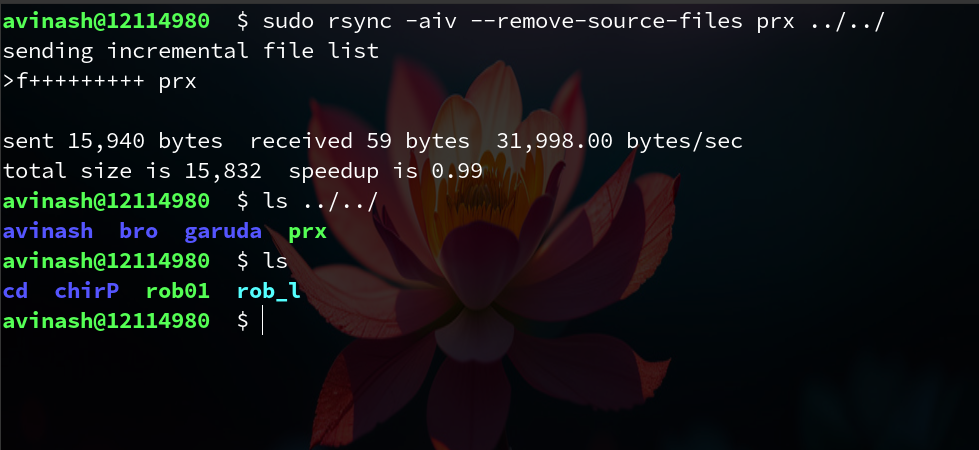 avinash@12114980 $ sudo rsync -aiv --remove-source-files prx ../../
sending incremental file list
>f+++++++++ prx
sent 15,940 bytes  received 59 bytes  31,998.00 bytes/sec
total size is 15,832  speedup is 0.99
avinash@12114980 $ ls ../../
avinash  bro  garuda  prx
avinash@12114980 $ ls
cd  chirP  rob01  rob_l
avinash@12114980 $